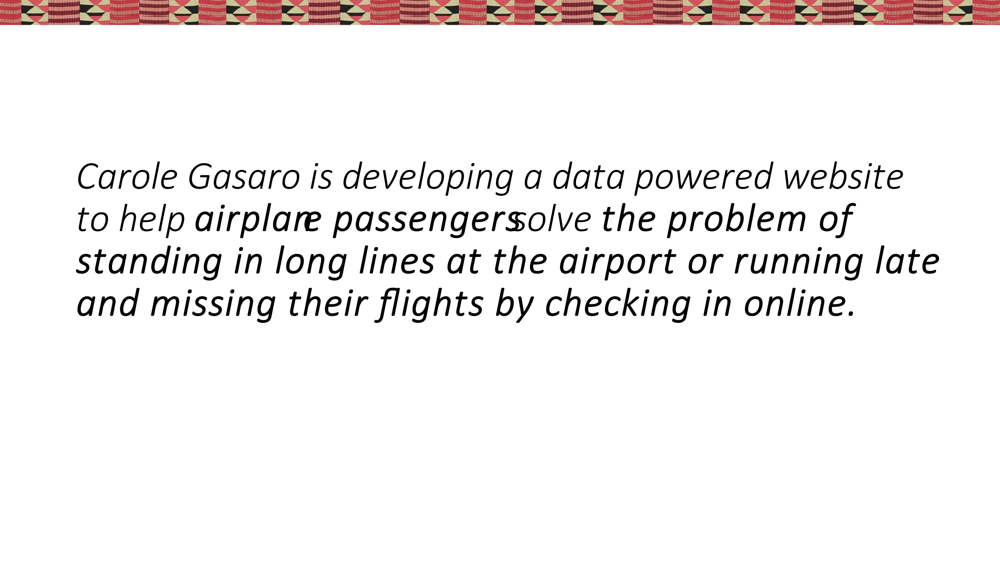 Carole Gasaro is developing a data powered website
to help airplane passengers solve the problem of
standing in long lines at the airport or running late
and missing their flights by checking in online.